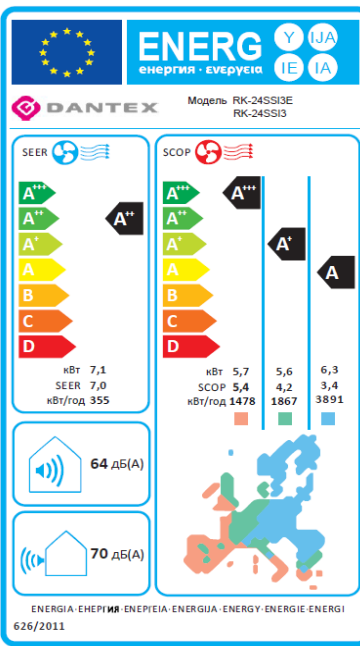 ENERG Y IJA
енергия · ενεργεια IE IA
DANTEX
Модель RK-24SSI3E
RK-24SSI3
SEER
SCOP
A+++ A+++ A+++
A++ A++ A++
A+ A+ A+
A A A
B B
C C
D D
кВт 7,1
SEER 7,0
кВт/год 355
кВт 5,7 5,6 6,3
SCOP 5,4 4,2 3,4
кВт/год 1478 1867 3891
64 дБ(A)
70 дБ(A)
ENERGIA·ЕНЕРГИЯ·ΕΝΕΡΓΕΙΑ·ENERGIJA·ENERGY·ENERGIE·ENERGI
626/2011